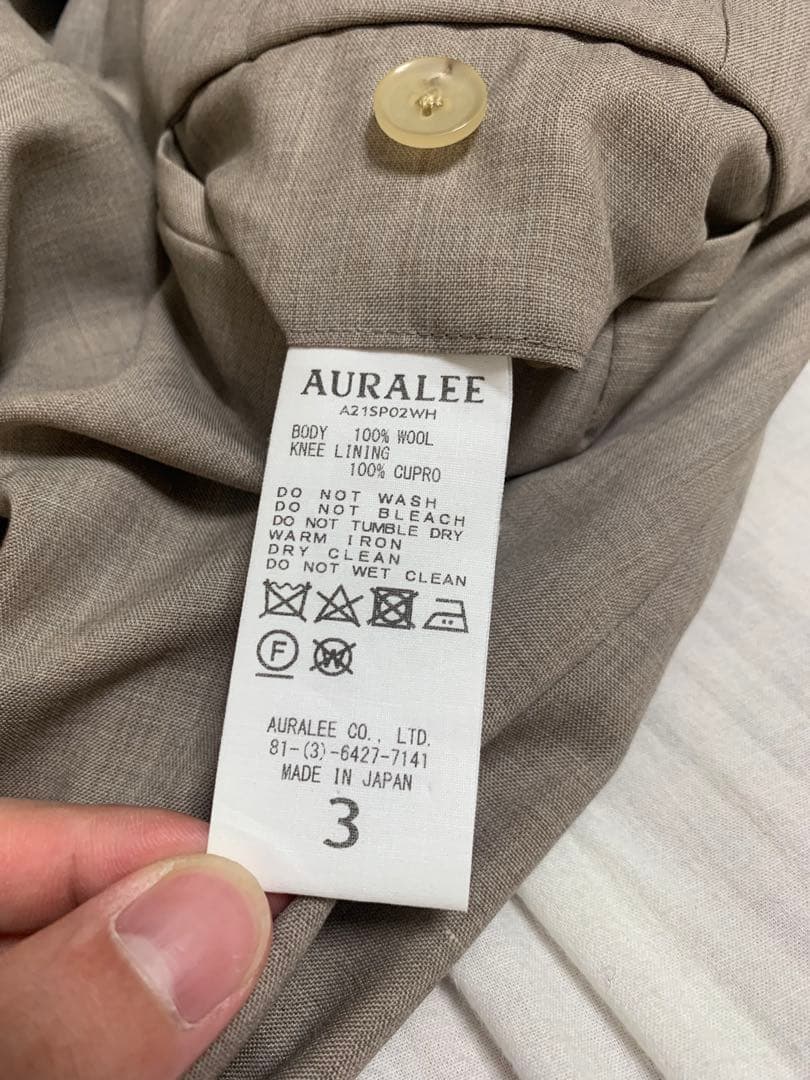 AURALEE
A21SP02WH
BODY 100% WOOL
KNEE LINING
100% CUPRO
DO NOT WASH
DO NOT BLEACH
DO NOT TUMBLE DRY
WARM IRON
DRY CLEAN
DO NOT WET CLEAN
F W
AURALEE CO., LTD.
81-(3)-6427-7141
MADE IN JAPAN
3